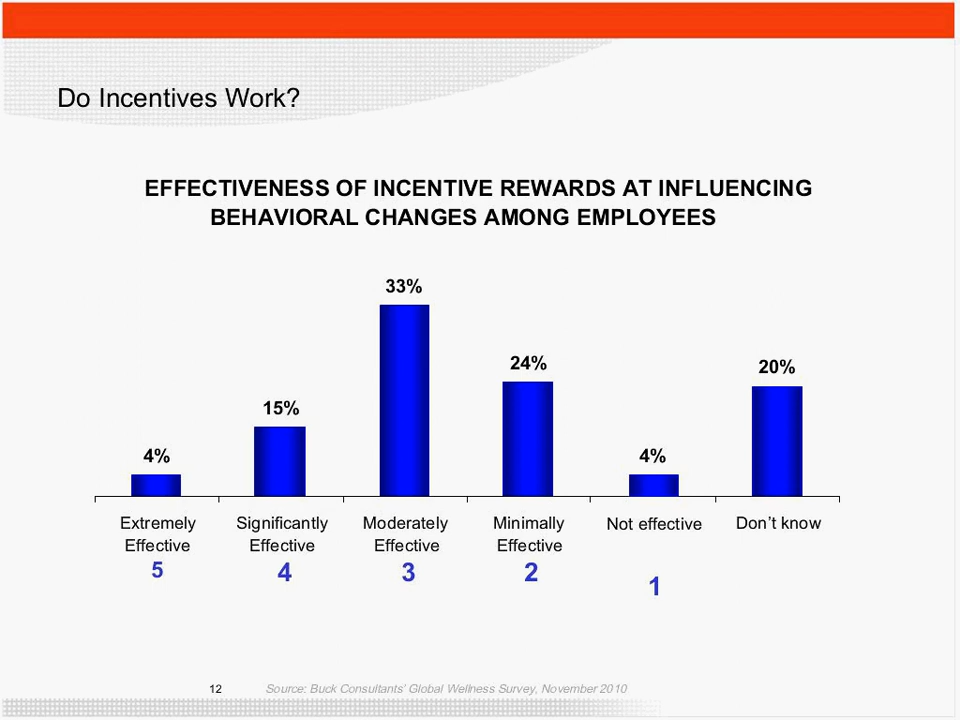 Do Incentives Work?
EFFECTIVENESS OF INCENTIVE REWARDS AT INFLUENCING
BEHAVIORAL CHANGES AMONG EMPLOYEES
33%
24%
20%
15%
4%
4%
Extremely
Effective
5
Significantly
Effective
4
Moderately
Effective
3
Minimally
Effective
2
Not effective
1
Don't know
12
Source: Buck Consultants' Global Wellness Survey, November 2010